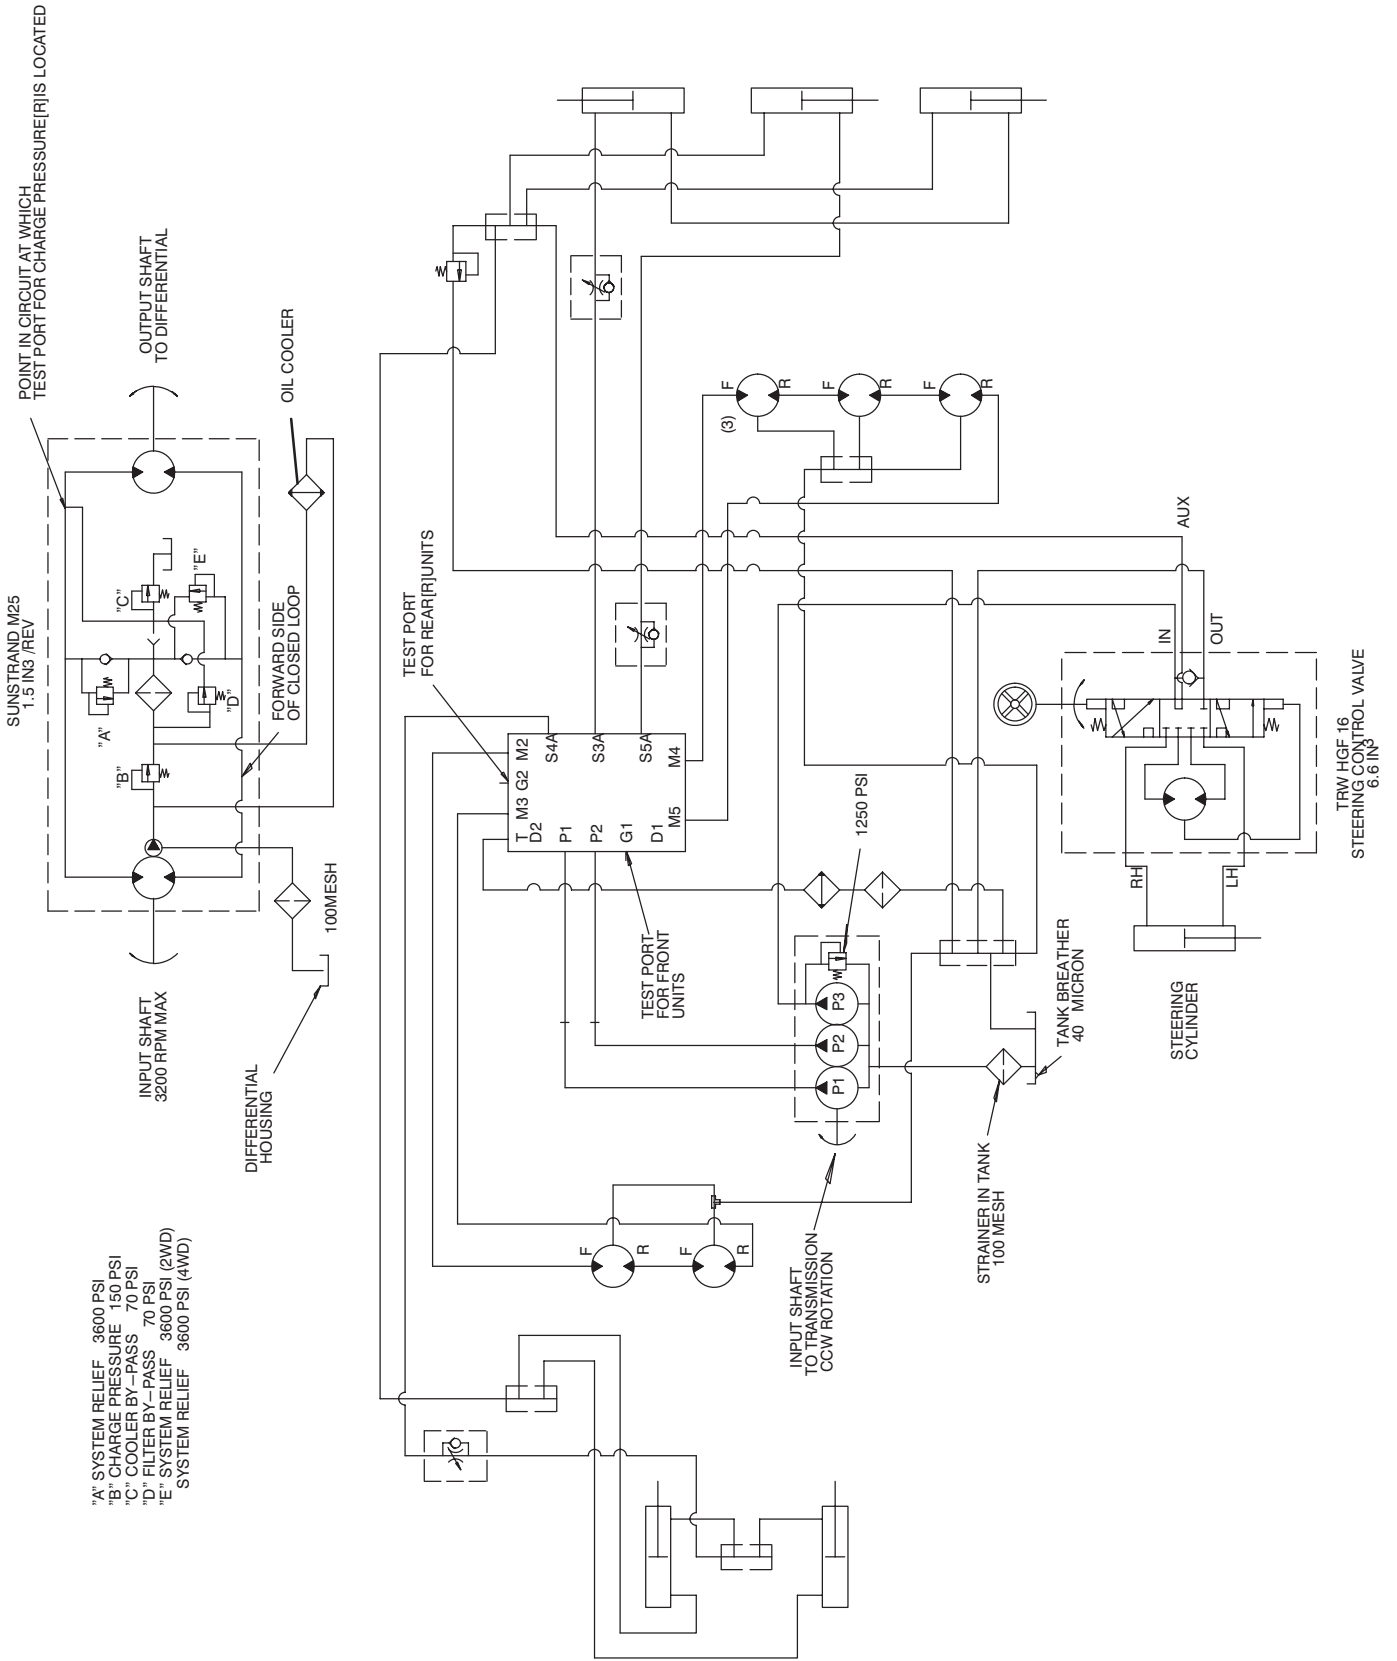 POINT IN CIRCUIT AT WHICH
TEST PORT FOR CHARGE PRESSURE[R]IS LOCATED
SUNSTRAND M25
1.5 IN3 /REV
OUTPUT SHAFT
TO DIFFERENTIAL
OIL COOLER
"A"
"B"
"C"
"D"
"E"
FORWARD SIDE
OF CLOSED LOOP
INPUT SHAFT
3200 RPM MAX
100MESH
DIFFERENTIAL
HOUSING
"A" SYSTEM RELIEF 3600 PSI
"B" CHARGE PRESSURE 150 PSI
"C" COOLER BY–PASS 70 PSI
"D" FILTER BY–PASS 70 PSI
"E" SYSTEM RELIEF 3600 PSI (2WD)
SYSTEM RELIEF 3600 PSI (4WD)
TEST PORT
FOR REAR[R]UNITS
T
D2
M3
G2
M2
P1
P2
G1
D1
M5
S4A
S3A
S5A
M4
TEST PORT
FOR FRONT
UNITS
1250 PSI
P1
P2
P3
INPUT SHAFT
TO TRANSMISSION
CCW ROTATION
STRAINER IN TANK
100 MESH
TANK BREATHER
40 MICRON
F
R
F
R
(3)
F
R
F
R
F
R
AUX
IN
OUT
RH
LH
STEERING
CYLINDER
TRW HGF 16
STEERING CONTROL VALVE
6.6 IN3